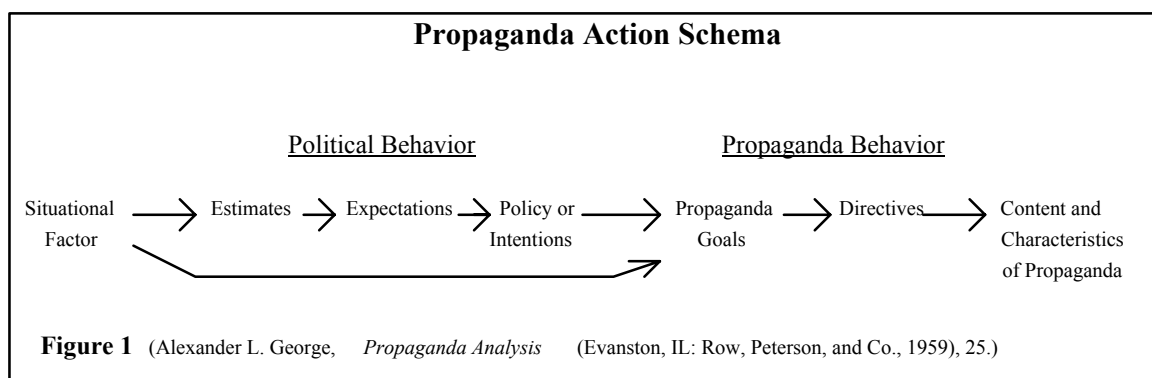 Propaganda Action Schema
Political Behavior Propaganda Behavior
Situational Factor
Estimates
Expectations
Policy or
Intentions
Propaganda
Goals
Directives
Content and
Characteristics
of Propaganda
Figure 1 (Alexander L. George, Propaganda Analysis (Evanston, IL: Row, Peterson, and Co., 1959), 25.)